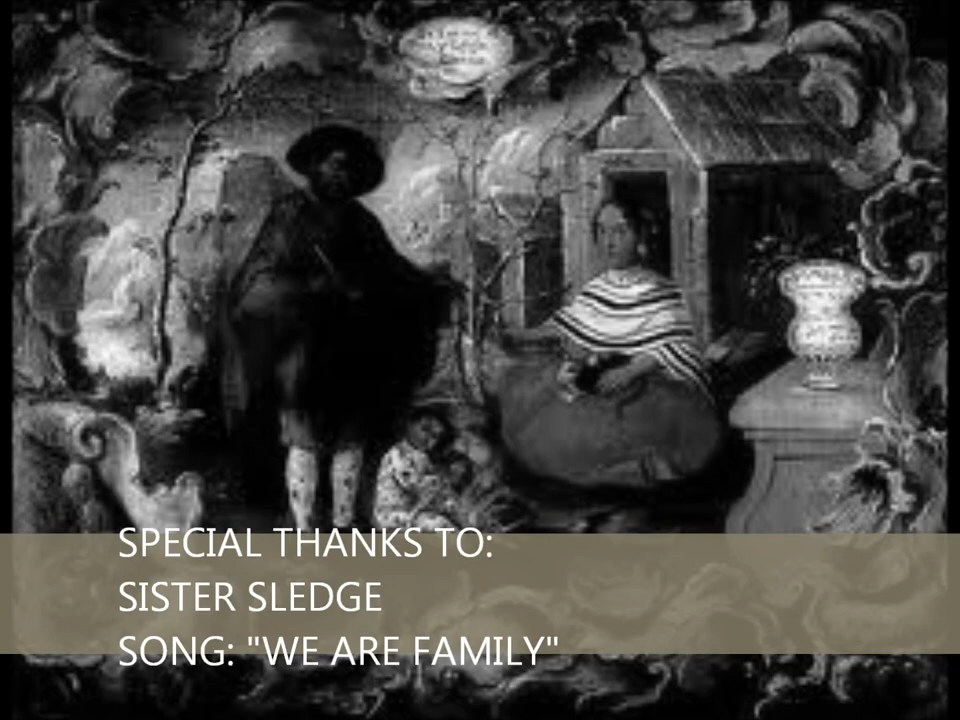 SPECIAL THANKS TO:
SISTER SLEDGE
SONG: "WE ARE FAMILY"